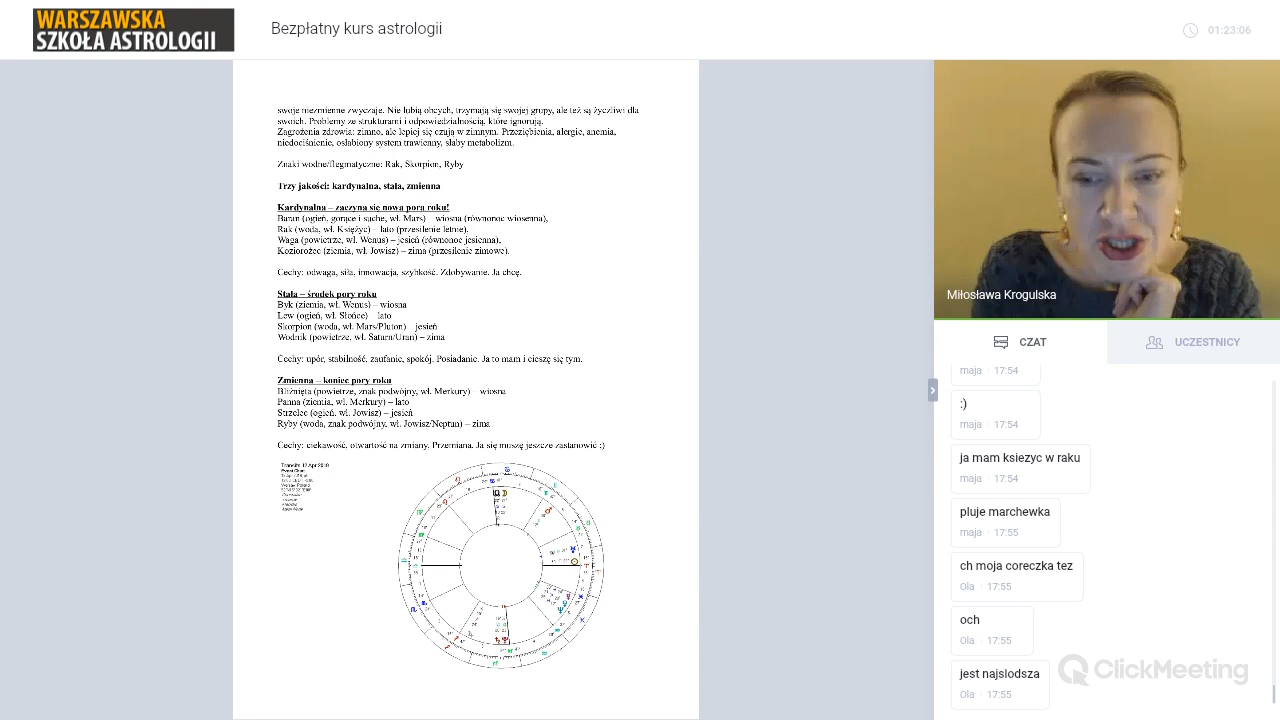 WARSZAWSKA
SZKOŁA ASTROLOGII
Bezpłatny kurs astrologii
01:23:06
swoje niezmienne zwyczaje. Nie lubią obcych, trzymają się swojej grupy, ale też są życzliwi dla
swoich. Problemy ze strukturami i odpowiedzialnością, które ignorują.
Zagrożenia zdrowia: zimno, ale lepiej się czują w zimnym. Przeziębienia, alergie, anemia,
niedociśnienie, osłabiony system trawienny, słaby metabolizm.
Znaki wodne/flegmatyczne: Rak, Skorpion, Ryby
Trzy jakości: kardynalna, stała, zmienna
Kardynalna – zaczyna się nowa pora roku!
Baran (ogień, gorące i suche, wł. Mars) – wiosna (równonoc wiosenna),
Rak (woda, wł. Księżyc) – lato (przesilenie letnie),
Waga (powietrze, wł. Wenus) – jesień (równonoc jesienna),
Koziorożec (ziemia, wł. Jowisz) – zima (przesilenie zimowe).
Cechy: odwaga, siła, innowacja, szybkość. Zdobywanie. Ja chcę.
Stała – środek pory roku
Byk (ziemia, wł. Wenus) – wiosna
Lew (ogień, wł. Słońce) – lato
Skorpion (woda, wł. Mars/Pluton) – jesień
Wodnik (powietrze, wł. Saturn/Uran) – zima
Cechy: upór, stabilność, zaufanie, spokój. Posiadanie. Ja to mam i cieszę się tym.
Zmienna – koniec pory roku
Bliźnięta (powietrze, znak podwójny, wł. Merkury) – wiosna
Panna (ziemia, wł. Merkury) – lato
Strzelec (ogień, wł. Jowisz) – jesień
Ryby (woda, znak podwójny, wł. Jowisz/Neptun) – zima
Cechy: ciekawość, otwartość na zmiany. Przemiana. Ja się muszę jeszcze zastanowić :)
Transits 12 Apr 2019
Event Chart
Miłosława Krogulska
CZAT
UCZESTNICY
maja 17:54
:)
maja 17:54
ja mam ksiezyc w raku
maja 17:54
pluje marchewka
maja 17:55
ch moja coreczka tez
Ola 17:55
och
Ola 17:55
jest najslodsza
Ola 17:55
ClickMeeting